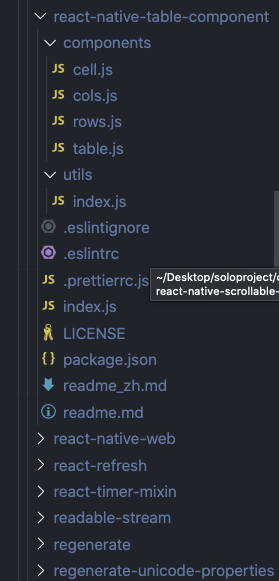 react-native-table-component
components
JS cell.js
JS cols.js
JS rows.js
JS table.js
utils
JS index.js
.eslintignore
.eslintrc
JS .prettierrc.js
~/Desktop/soloproject/
react-native-scrollable-
JS index.js
LICENSE
{ } package.json
readme_zh.md
readme.md
react-native-web
react-refresh
react-timer-mixin
readable-stream
regenerate
regenerate-unicode-properties